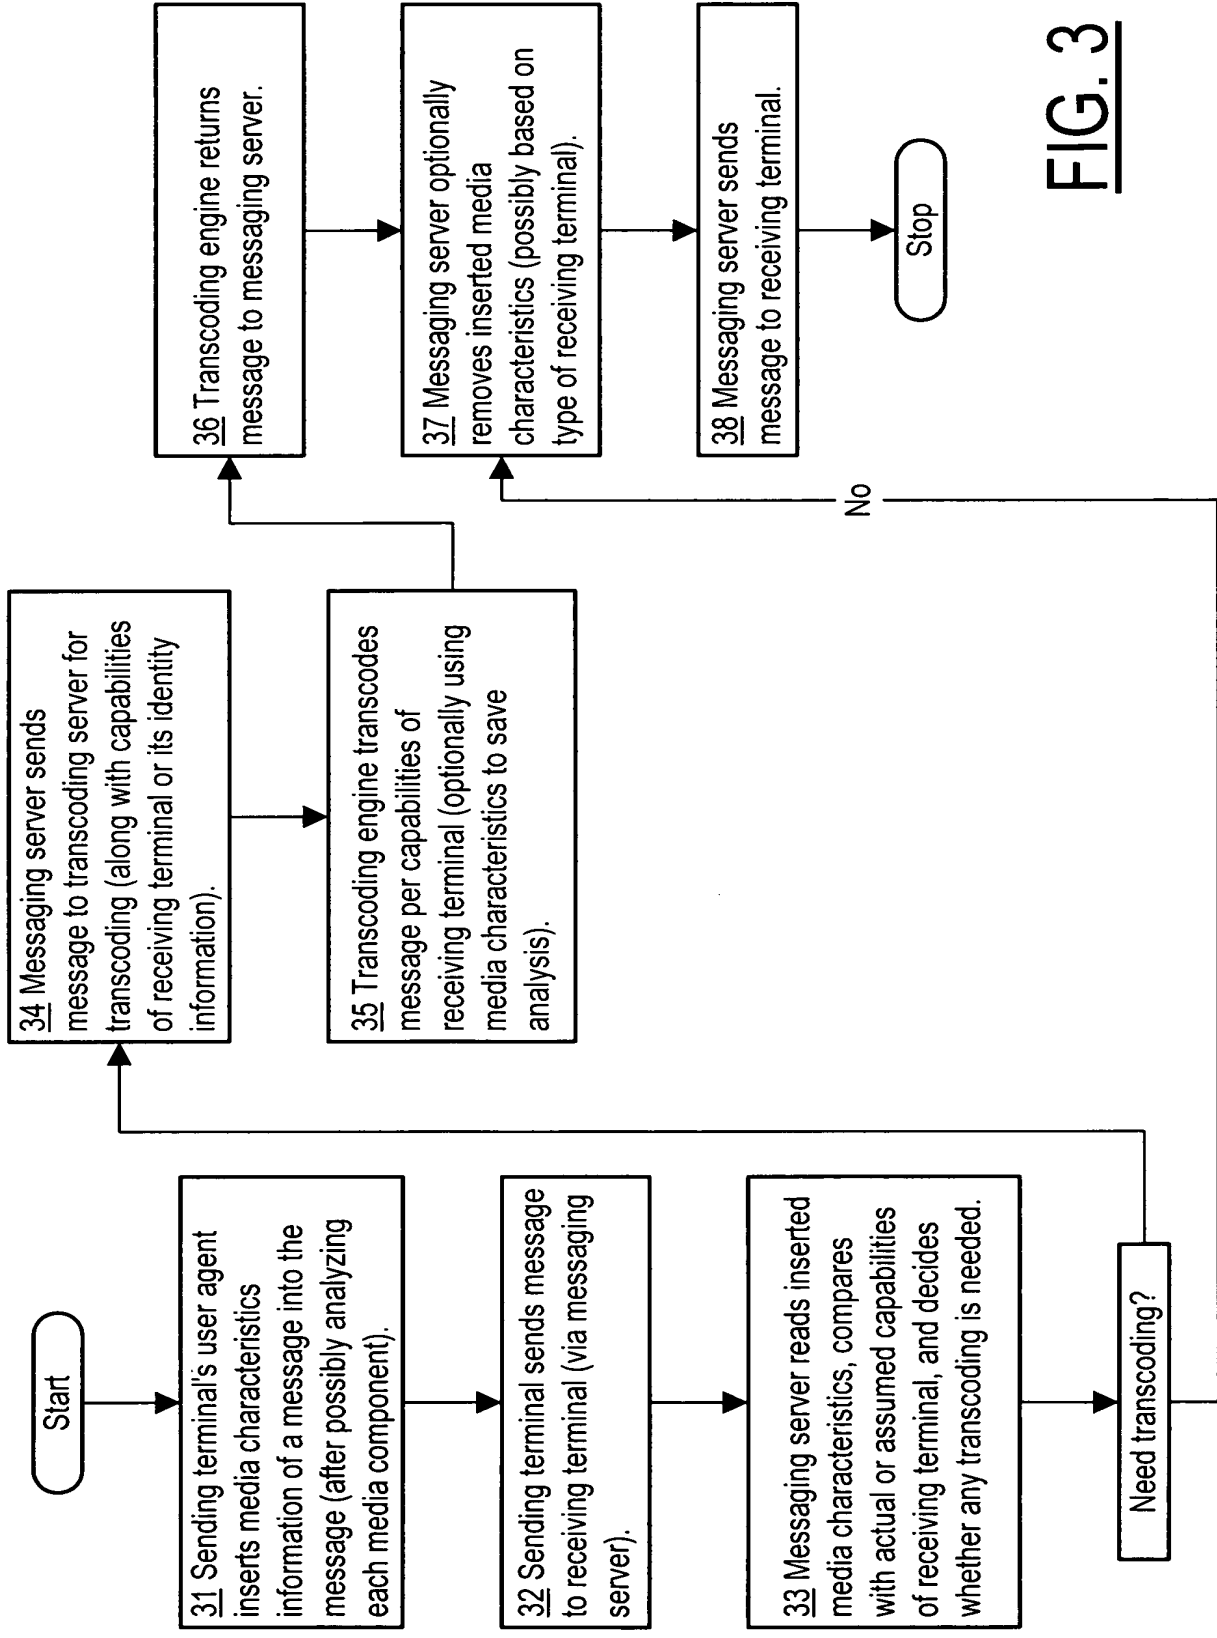 Start
31 Sending terminal's user agent
inserts media characteristics
information of a message into the
message (after possibly analyzing
each media component).
32 Sending terminal sends message
to receiving terminal (via messaging
server).
33 Messaging server reads inserted
media characteristics, compares
with actual or assumed capabilities
of receiving terminal, and decides
whether any transcoding is needed.
Need transcoding?
34 Messaging server sends
message to transcoding server for
transcoding (along with capabilities
of receiving terminal or its identity
information).
35 Transcoding engine transcodes
message per capabilities of
receiving terminal (optionally using
media characteristics to save
analysis).
No
36 Transcoding engine returns
message to messaging server.
37 Messaging server optionally
removes inserted media
characteristics (possibly based on
type of receiving terminal).
38 Messaging server sends
message to receiving terminal.
Stop
FIG. 3